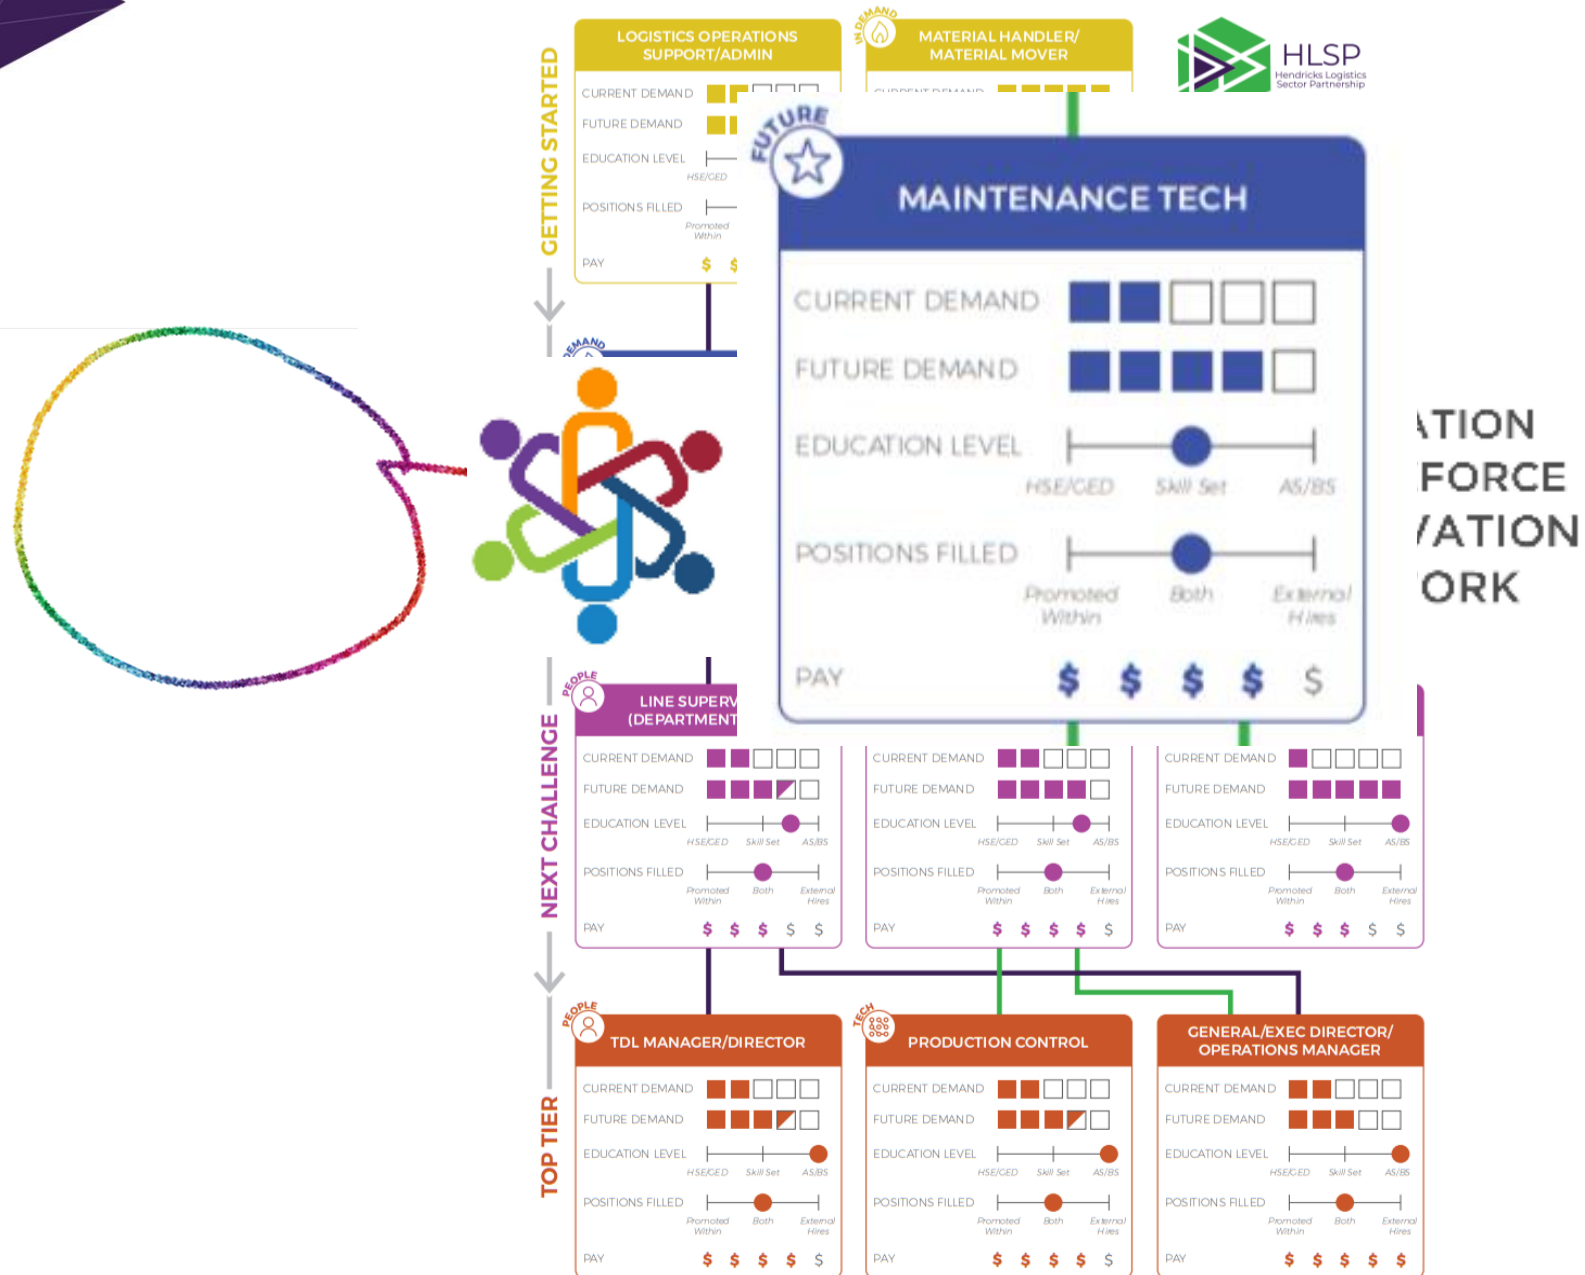 LOGISTICS OPERATIONS
SUPPORT/ADMIN
CURRENT DEMAND
FUTURE DEMAND
EDUCATION LEVEL
HSE/GED
POSITIONS FILLED
Promoted
Within
PAY
$ $
IN DEMAND
MATERIAL HANDLER/
MATERIAL MOVER
CURRENT DEMAND
HLSP
Hendricks Logistics
Sector Partnership
GETTING STARTED
DEMAND
FUTURE
MAINTENANCE TECH
CURRENT DEMAND
FUTURE DEMAND
EDUCATION LEVEL
HSE/GED Skill Set AS/BS
POSITIONS FILLED
Promoted Within Both External Hires
PAY $ $ $ $ $
ATION
FORCE
VATION
ORK
NEXT CHALLENGE
PEOPLE
LINE SUPERV
(DEPARTMENT
CURRENT DEMAND
FUTURE DEMAND
EDUCATION LEVEL
HSE/GED Skill Set AS/BS
POSITIONS FILLED
Promoted Within Both External Hires
PAY $ $ $ $ $
CURRENT DEMAND
FUTURE DEMAND
EDUCATION LEVEL
HSE/GED Skill Set AS/BS
POSITIONS FILLED
Promoted Within Both External Hires
PAY $ $ $ $ $
CURRENT DEMAND
FUTURE DEMAND
EDUCATION LEVEL
HSE/GED Skill Set AS/BS
POSITIONS FILLED
Promoted Within Both External Hires
PAY $ $ $ $ $
TOP TIER
PEOPLE
TDL MANAGER/DIRECTOR
CURRENT DEMAND
FUTURE DEMAND
EDUCATION LEVEL
HSE/GED Skill Set AS/BS
POSITIONS FILLED
Promoted Within Both External Hires
PAY $ $ $ $ $
TECH
PRODUCTION CONTROL
CURRENT DEMAND
FUTURE DEMAND
EDUCATION LEVEL
HSE/GED Skill Set AS/BS
POSITIONS FILLED
Promoted Within Both External Hires
PAY $ $ $ $ $
GENERAL/EXEC DIRECTOR/
OPERATIONS MANAGER
CURRENT DEMAND
FUTURE DEMAND
EDUCATION LEVEL
HSE/GED Skill Set AS/BS
POSITIONS FILLED
Promoted Within Both External Hires
PAY $ $ $ $ $